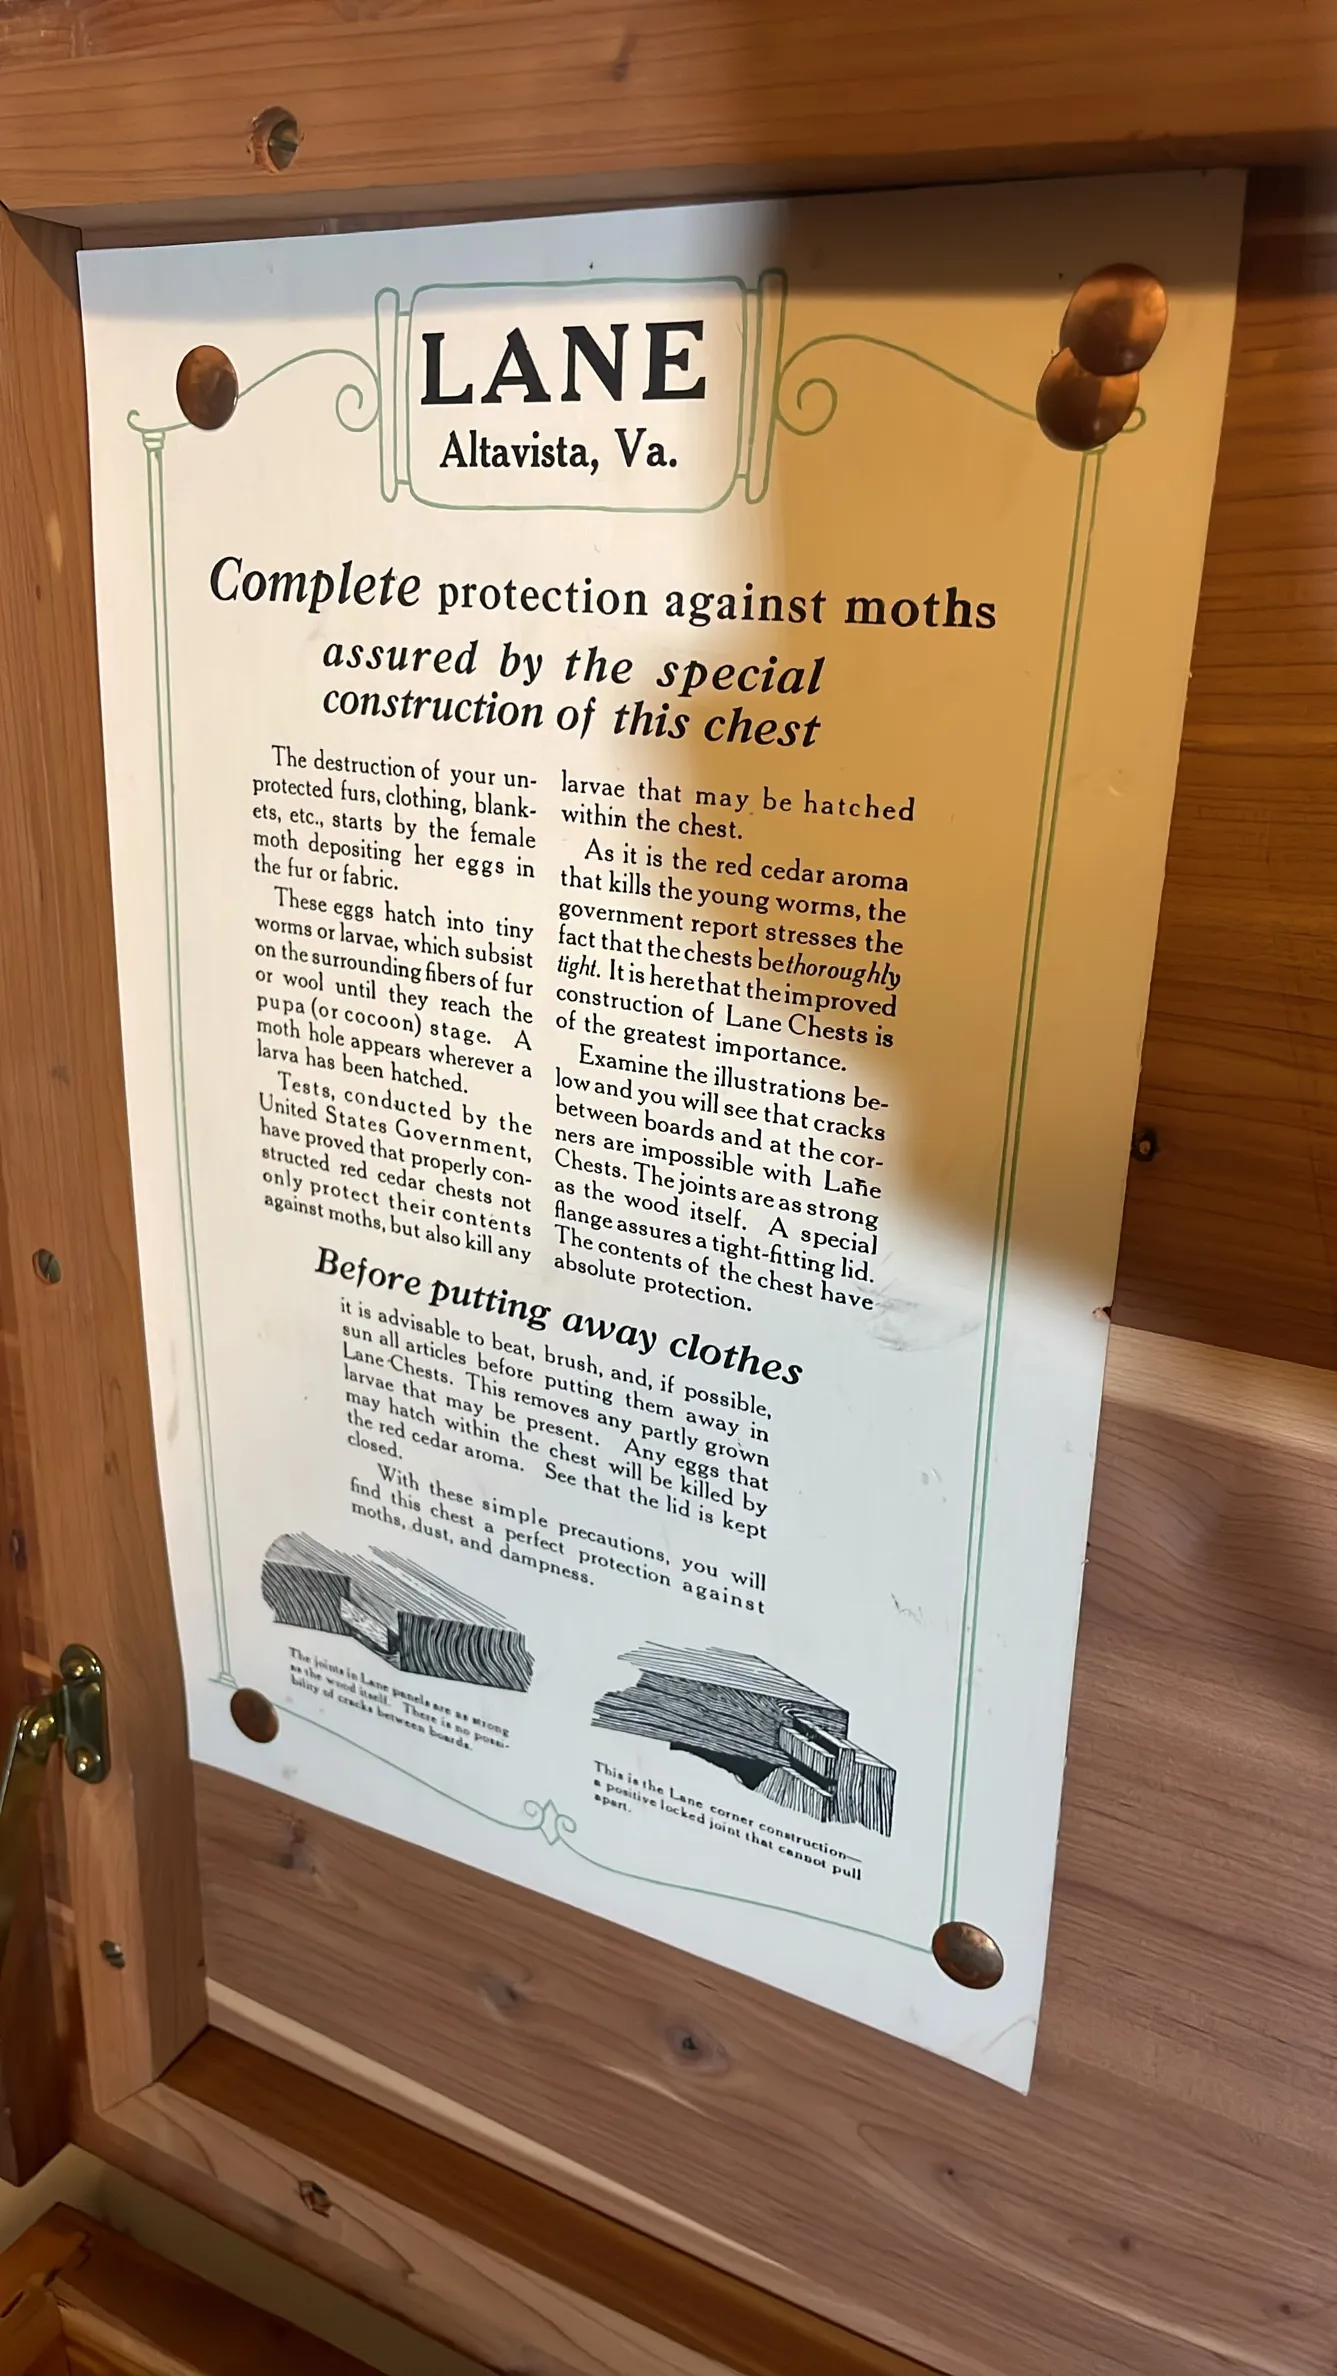 LANE
Altavista, Va.
Complete protection against moths
assured by the special
construction of this chest
The destruction of your un-
protected furs, clothing, blank-
ets, etc., starts by the female
moth depositing her eggs in
the fur or fabric.
These eggs hatch into tiny
worms or larvae, which subsist
on the surrounding fibers of fur
or wool until they reach the
pupa (or cocoon) stage. A
moth hole appears wherever a
larva has been hatched.
Tests, conducted by the
United States Government,
have proved that properly con-
structed red cedar chests not
only protect their contents
against moths, but also kill any
larvae that may be hatched
within the chest.
As it is the red cedar aroma
that kills the young worms, the
government report stresses the
fact that the chests be thoroughly
tight. It is here that the improved
construction of Lane Chests is
of the greatest importance.
Examine the illustrations be-
low and you will see that cracks
between boards and at the cor-
ners are impossible with Lane
Chests. The joints are as strong
as the wood itself. A special
flange assures a tight-fitting lid.
The contents of the chest have
absolute protection.
Before putting away clothes
it is advisable to beat, brush, and, if possible,
sun all articles before putting them away in
Lane Chests. This removes any partly grown
larvae that may be present. Any eggs that
may hatch within the chest will be killed by
the red cedar aroma. See that the lid is kept
closed.
With these simple precautions, you will
find this chest a perfect protection against
moths, dust, and dampness.
The joints in Lane panels are as strong
as the wood itself. There is no possi-
bility of cracks between boards.
This is the Lane corner construction—
a positive locked joint that cannot pull
apart.